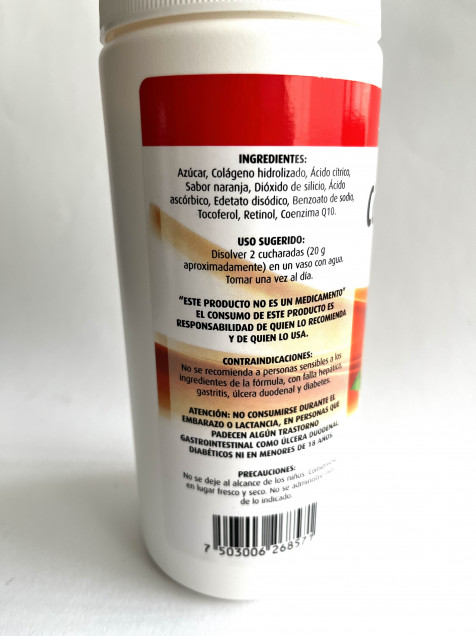 INGREDIENTES:
Azúcar, Colágeno hidrolizado, Ácido cítrico,
Sabor naranja, Dióxido de silicio, Ácido
ascórbico, Edetato disódico, Benzoato de sodio,
Tocoferol, Retinol, Coenzima Q10.
USO SUGERIDO:
Disolver 2 cucharadas (20 g
aproximadamente) en un vaso con agua.
Tomar una vez al día.
"ESTE PRODUCTO NO ES UN MEDICAMENTO"
EL CONSUMO DE ESTE PRODUCTO ES
RESPONSABILIDAD DE QUIEN LO RECOMIENDA
Y DE QUIEN LO USA.
CONTRAINDICACIONES:
No se recomienda a personas sensibles a los
ingredientes de la fórmula, con falla hepática,
gastritis, úlcera duodenal y diabetes.
ATENCIÓN: NO CONSUMIRSE DURANTE EL
EMBARAZO O LACTANCIA, EN PERSONAS QUE
PADECEN ALGÚN TRASTORNO
GASTROINTESTINAL COMO ÚLCERA DUODENAL
DIABÉTICOS NI EN MENORES DE 18 AÑOS.
PRECAUCIONES:
No se deje al alcance de los niños.
en lugar fresco y seco. No se
de lo indicado.
7 503006 26857